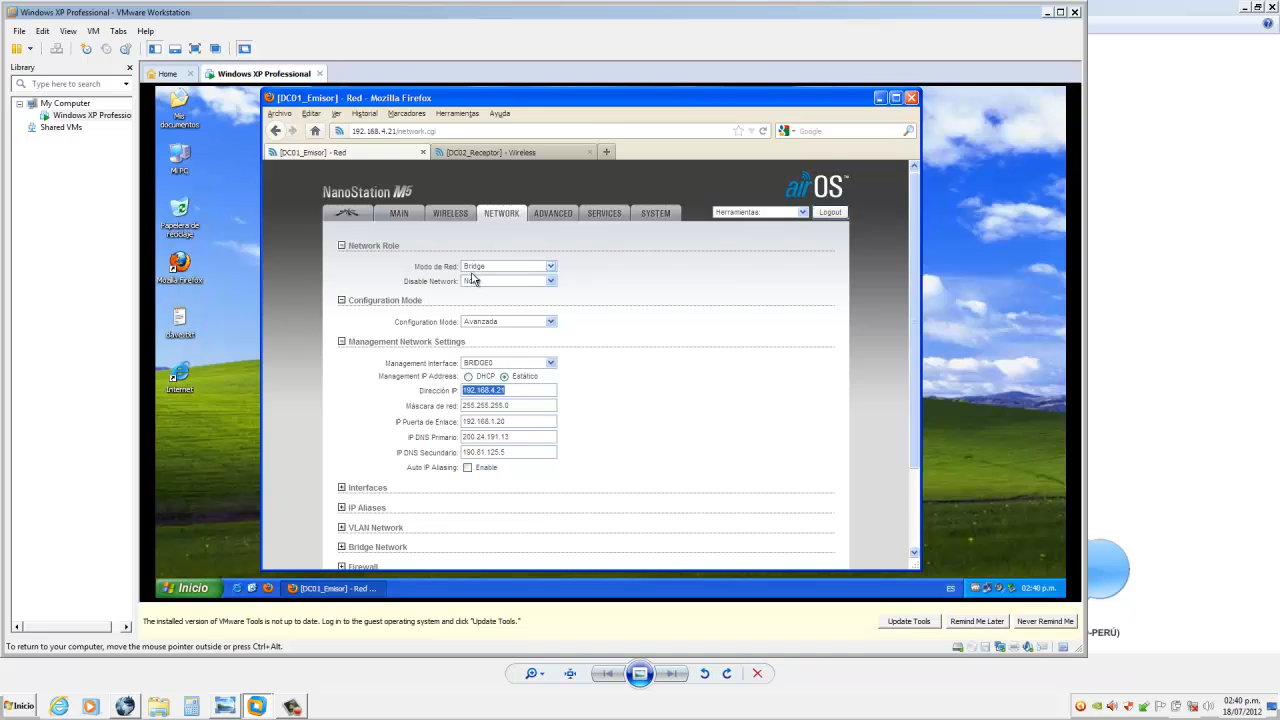 Windows XP Professional - VMware Workstation
File Edit View VM Tabs Help
Library
Type here to search
My Computer
Windows XP Professio
Shared VMs
Home
Windows XP Professional
Mis documentos
Mi PC
Papelera de reciclaje
Mozilla Firefox
clave.txt
Internet
[DC01_Emisor] - Red - Mozilla Firefox
Archivo Editar Ver Historial Marcadores Herramientas Ayuda
192.168.4.21/network.cgi
Google
[DC01_Emisor] - Red
[DC02_Receptor] - Wireless
NanoStation M5
airOS™
MAIN WIRELESS NETWORK ADVANCED SERVICES SYSTEM
Herramientas:
Logout
Network Role
Modo de Red: Bridge
Disable Network:
Configuration Mode
Configuration Mode: Avanzada
Management Network Settings
Management Interface: BRIDGE0
Management IP Address: DHCP Estático
Dirección IP: 192.168.4.21
Máscara de red: 255.255.255.0
IP Puerta de Enlace: 192.168.1.20
IP DNS Primario: 200.24.191.13
IP DNS Secundario: 190.81.125.5
Auto IP Aliasing: Enable
Interfaces
IP Aliases
VLAN Network
Bridge Network
Firewall
Inicio
[DC01_Emisor] - Red ...
ES
02:40 p.m.
The installed version of VMware Tools is not up to date. Log in to the guest operating system and click "Update Tools."
Update Tools
Remind Me Later
Never Remind Me
To return to your computer, move the mouse pointer outside or press Ctrl+Alt.
-PERÚ)
Inicio
02:40 p.m.
18/07/2012